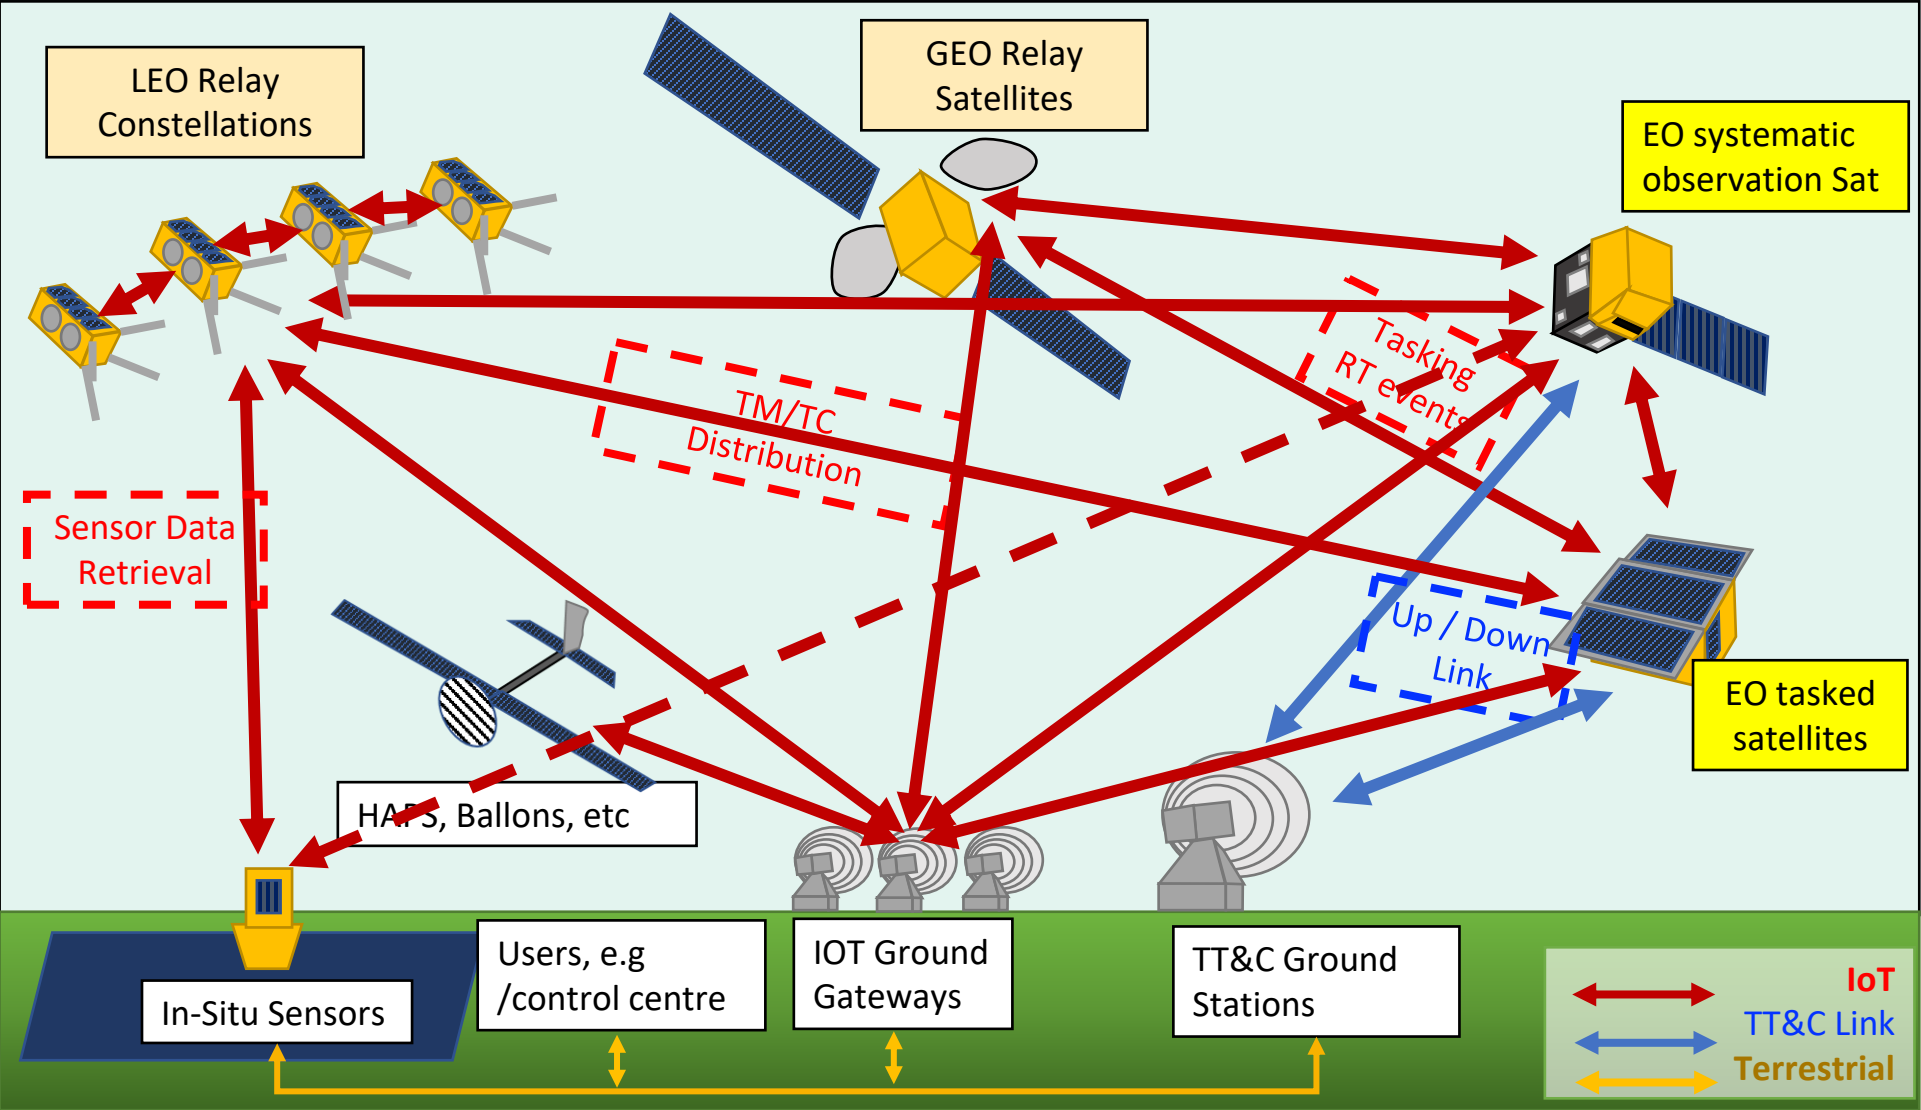 LEO Relay
Constellations
GEO Relay
Satellites
EO systematic
observation Sat
Tasking
RT events
TM/TC
Distribution
Sensor Data
Retrieval
Up / Down
Link
EO tasked
satellites
HAPS, Ballons, etc
Users, e.g
/control centre
IOT Ground
Gateways
TT&C Ground
Stations
In-Situ Sensors
IoT
TT&C Link
Terrestrial